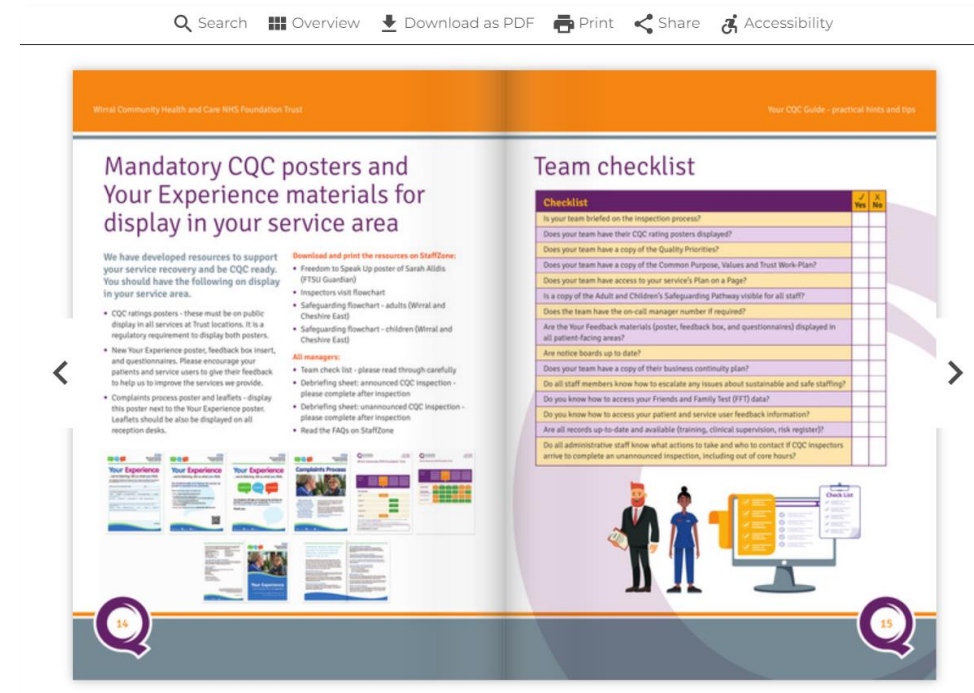 Search Overview Download as PDF Print Share Accessibility
Wirral Community Health and Care NHS Foundation Trust
Mandatory CQC posters and
Your Experience materials for
display in your service area
We have developed resources to support
your service recovery and be CQC ready.
You should have the following on display
in your service area.
• CQC ratings posters - these must be on public
display in all services at Trust locations. It is a
regulatory requirement to display both posters.
• New Your Experience poster, feedback box insert,
and questionnaires. Please encourage your
patients and service users to give their feedback
to help us to improve the services we provide.
• Complaints process poster and leaflets - display
this poster next to the Your Experience poster.
Leaflets should be also be displayed on all
reception desks.
Download and print the resources on StaffZone:
• Freedom to Speak Up poster of Sarah Alldis
(FTSU Guardian)
• Inspectors visit flowchart
• Safeguarding flowchart - adults (Wirral and
Cheshire East)
• Safeguarding flowchart - children (Wirral and
Cheshire East)
All managers:
• Team check list - please read through carefully
• Debriefing sheet: announced CQC inspection -
please complete after inspection
• Debriefing sheet: unannounced CQC inspection -
please complete after inspection
• Read the FAQs on StaffZone
Your Experience
Your Experience
Your Experience
Complaints Process
Your Experience
14
Your CQC Guide - practical hints and tips
Team checklist
Checklist ✓ Yes X No
Is your team briefed on the inspection process?
Does your team have their CQC rating posters displayed?
Does your team have a copy of the Quality Priorities?
Does your team have a copy of the Common Purpose, Values and Trust Work-Plan?
Does your team have access to your service's Plan on a Page?
Is a copy of the Adult and Children's Safeguarding Pathway visible for all staff?
Does the team have the on-call manager number if required?
Are the Your Feedback materials (poster, feedback box, and questionnaires) displayed in
all patient-facing areas?
Are notice boards up to date?
Does your team have a copy of their business continuity plan?
Do all staff members know how to escalate any issues about sustainable and safe staffing?
Do you know how to access your Friends and Family Test (FFT) data?
Do you know how to access your patient and service user feedback information?
Are all records up-to-date and available (training, clinical supervision, risk register)?
Do all administrative staff know what actions to take and who to contact if CQC inspectors
arrive to complete an unannounced inspection, including out of core hours?
Check List
15